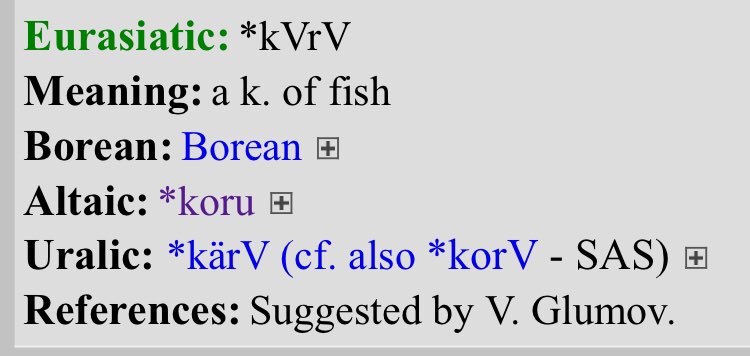 Eurasiatic: *kVrV
Meaning: a k. of fish
Borean: Borean
Altaic: *koru
Uralic: *kärV (cf. also *korV - SAS)
References: Suggested by V. Glumov.